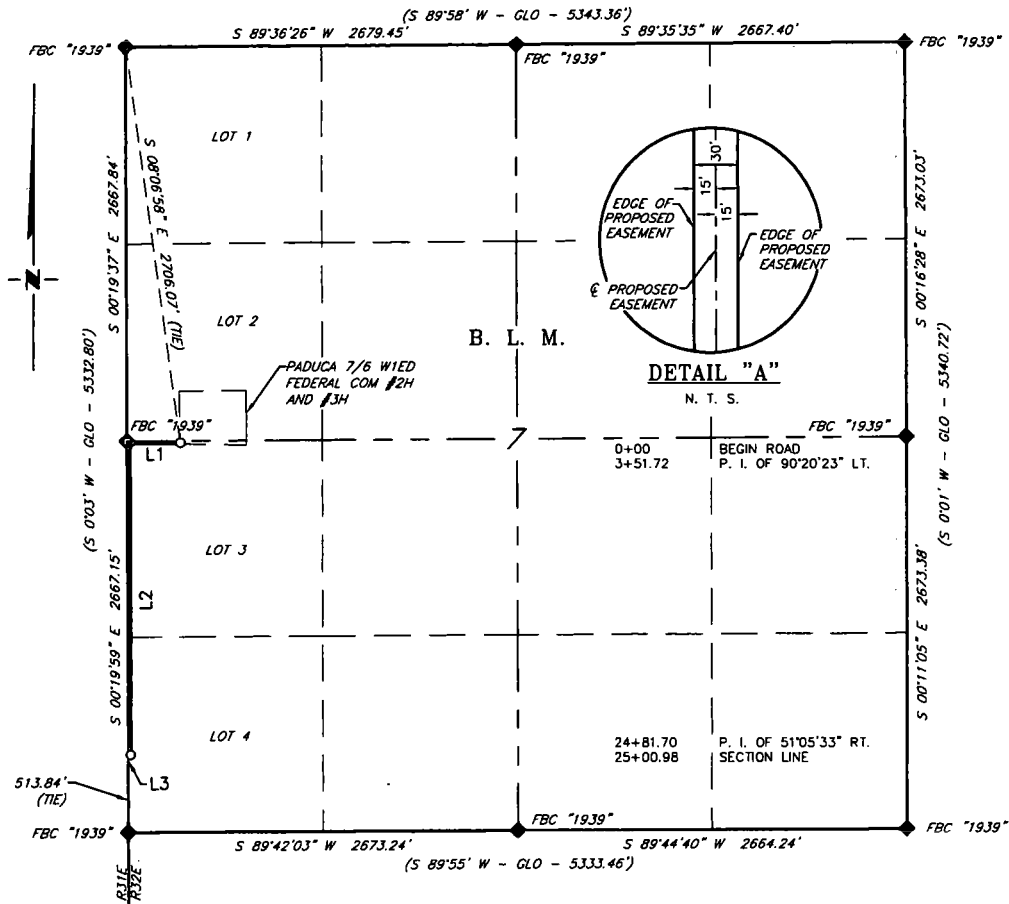 (S 89°58' W - GLO - 5343.36')
S 89°36'26" W 2679.45'
S 89°35'35" W 2667.40'
FBC "1939"
FBC "1939"
FBC "1939"
LOT 1
S 00°19'37" E 2667.84'
S 08°06'58" E 2706.07' (TIE)
30'
15'
15'
EDGE OF
PROPOSED
EASEMENT
EDGE OF
PROPOSED
EASEMENT
℄ PROPOSED
EASEMENT
S 00°16'28" E 2673.03'
N
LOT 2
B. L. M.
DETAIL "A"
N. T. S.
(S 0°03' W - GLO - 5332.80')
(S 0°01' W - GLO - 5340.72')
PADUCA 7/6 W1ED
FEDERAL COM #2H
AND #3H
FBC "1939"
L1
7
FBC "1939"
0+00 BEGIN ROAD
3+51.72 P. I. OF 90°20'23" LT.
LOT 3
S 00°19'59" E 2667.15'
L2
S 00°11'05" E 2673.38'
LOT 4
24+81.70 P. I. OF 51°05'33" RT.
25+00.98 SECTION LINE
513.84'
(TIE)
L3
FBC "1939"
FBC "1939"
FBC "1939"
S 89°42'03" W 2673.24'
S 89°44'40" W 2664.24'
(S 89°55' W - GLO - 5333.46')
R31E
R32E